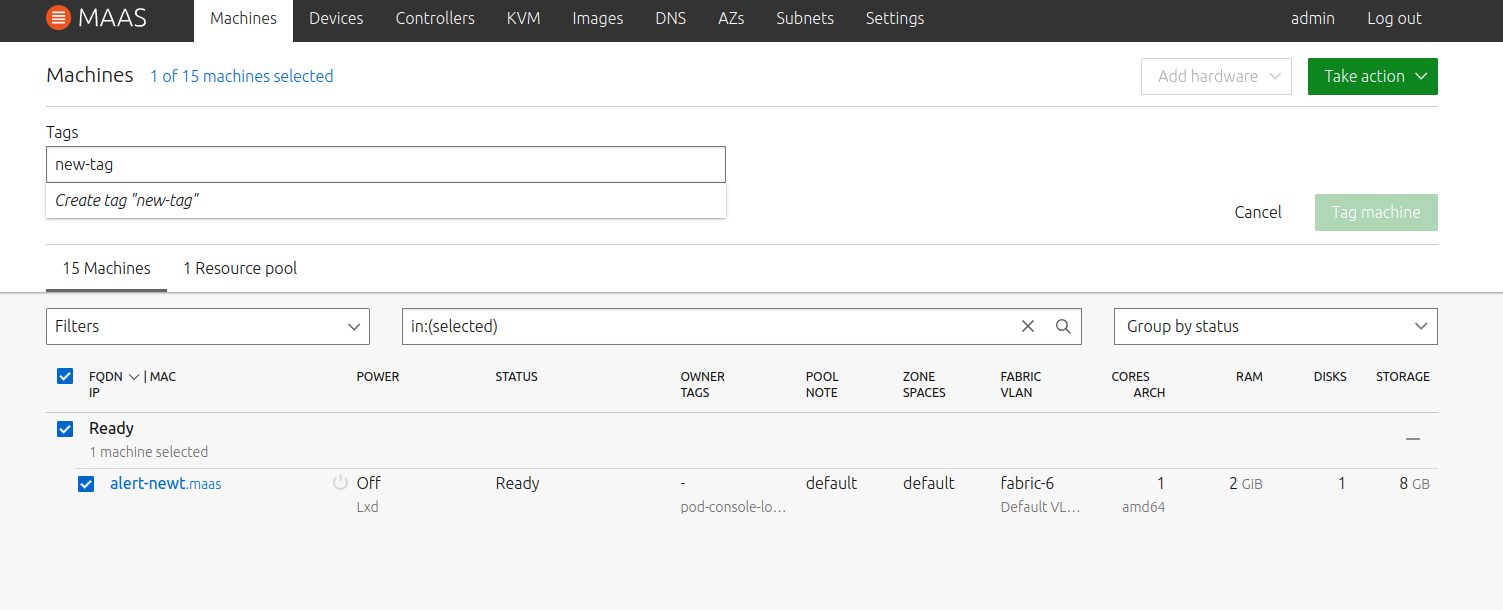 MAAS Machines Devices Controllers KVM Images DNS AZs Subnets Settings admin Log out
Machines 1 of 15 machines selected Add hardware Take action
Tags
new-tag
Create tag "new-tag"
Cancel Tag machine
15 Machines 1 Resource pool
Filters in:(selected) Group by status
FQDN | MAC POWER STATUS OWNER POOL ZONE FABRIC CORES RAM DISKS STORAGE
IP TAGS NOTE SPACES VLAN ARCH
Ready
1 machine selected
alert-newt.maas Off Ready - default default fabric-6 1 2 GiB 1 8 GB
Lxd pod-console-lo... Default VL... amd64